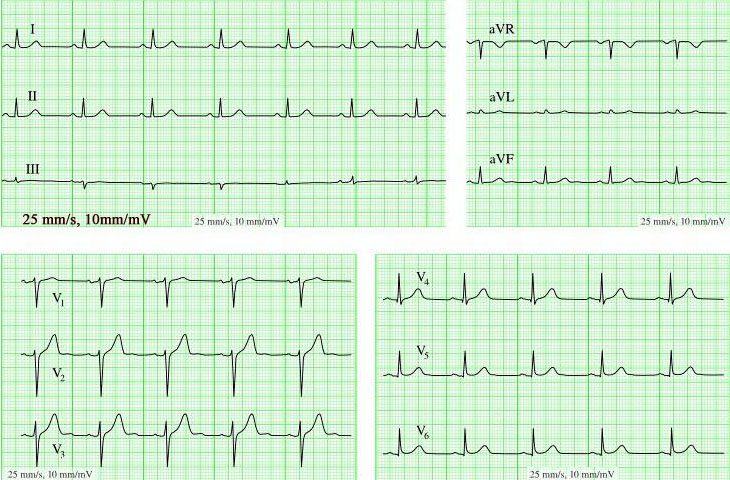 I
II
III
25 mm/s, 10mm/mV
25 mm/s, 10 mm/mV
aVR
aVL
aVF
25 mm/s, 10 mm/mV
V1
V2
V3
25 mm/s, 10 mm/mV
V4
V5
V6
25 mm/s, 10 mm/mV